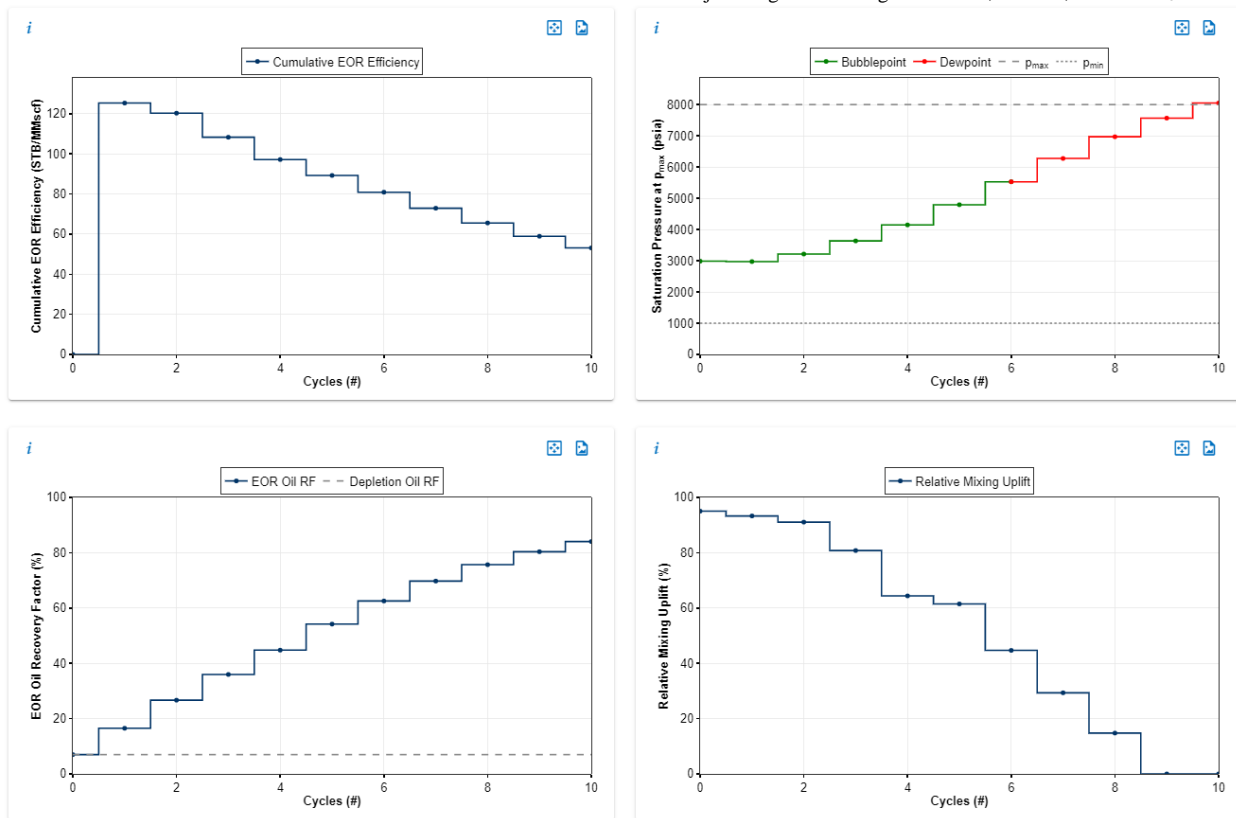 i
Cumulative EOR Efficiency
Cumulative EOR Efficiency (STB/MMscf)
120
100
80
60
40
20
0
0 2 4 6 8 10
Cycles (#)
i
Bubblepoint Dewpoint pmax pmin
Saturation Pressure at pmax (psia)
8000
7000
6000
5000
4000
3000
2000
1000
0
0 2 4 6 8 10
Cycles (#)
i
EOR Oil RF Depletion Oil RF
EOR Oil Recovery Factor (%)
100
80
60
40
20
0
0 2 4 6 8 10
Cycles (#)
i
Relative Mixing Uplift
Relative Mixing Uplift (%)
100
80
60
40
20
0
0 2 4 6 8 10
Cycles (#)